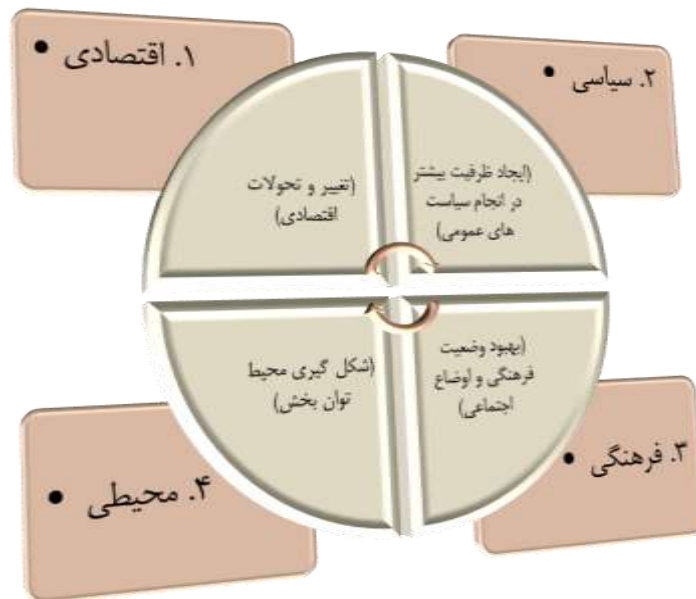 ۱. اقتصادی •
(تغییر و تحولات
اقتصادی)
۲. سیاسی •
(ایجاد ظرفیت بیشتر
در انجام سیاست
های عمومی)
۳. فرهنگی •
(بهبود وضعیت
فرهنگی و اوضاع
اجتماعی)
۴. محیطی •
(شکل گیری محیط
توان بخش)